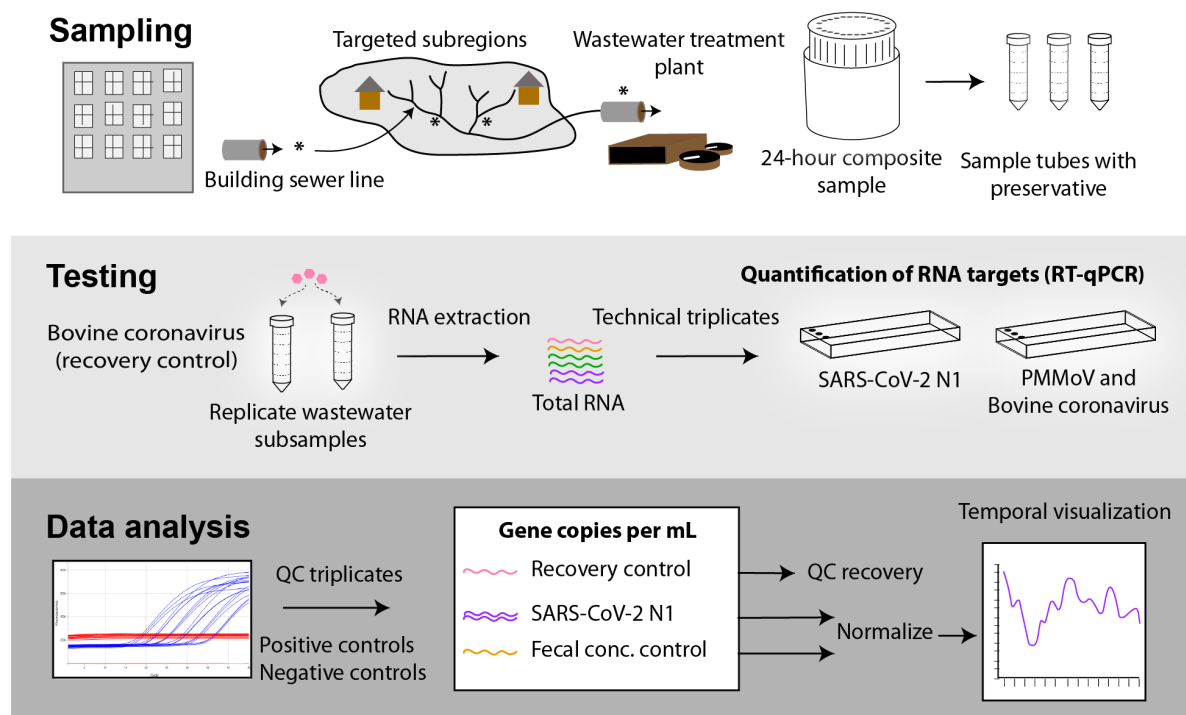 Sampling
Targeted subregions
Wastewater treatment
plant
*
*
*
*
Building sewer line
24-hour composite
sample
Sample tubes with
preservative
Testing
Quantification of RNA targets (RT-qPCR)
Bovine coronavirus
(recovery control)
RNA extraction
Technical triplicates
Replicate wastewater
subsamples
Total RNA
SARS-CoV-2 N1
PMMoV and
Bovine coronavirus
Data analysis
QC triplicates
Positive controls
Negative controls
Gene copies per mL
Recovery control
SARS-CoV-2 N1
Fecal conc. control
QC recovery
Normalize
Temporal visualization